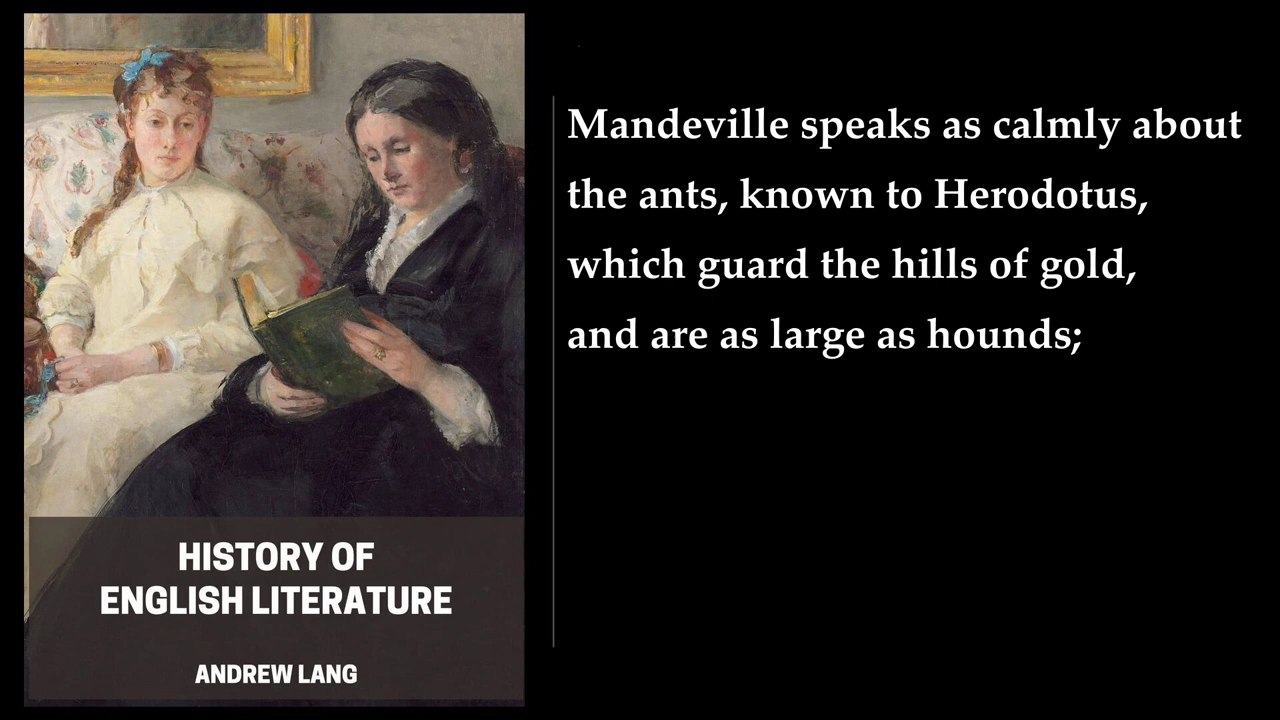 HISTORY OF
ENGLISH LITERATURE
ANDREW LANG
Mandeville speaks as calmly about
the ants, known to Herodotus,
which guard the hills of gold,
and are as large as hounds;